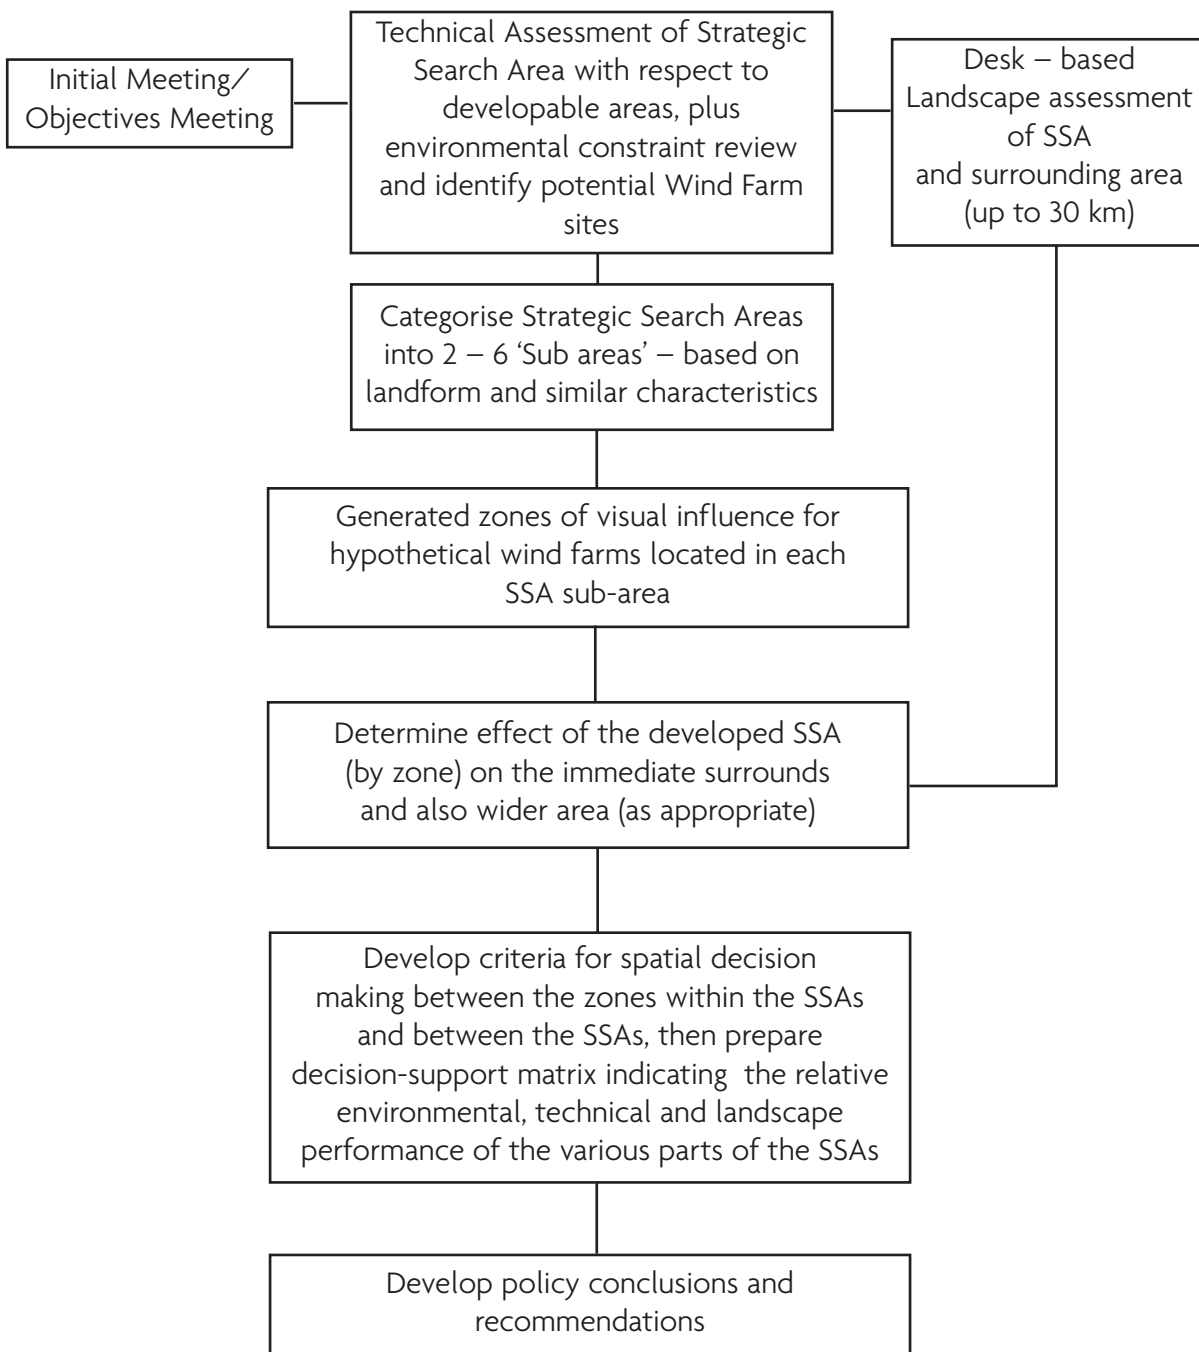 Initial Meeting/
Objectives Meeting
Technical Assessment of Strategic
Search Area with respect to
developable areas, plus
environmental constraint review
and identify potential Wind Farm
sites
Desk – based
Landscape assessment
of SSA
and surrounding area
(up to 30 km)
Categorise Strategic Search Areas
into 2 – 6 ‘Sub areas’ – based on
landform and similar characteristics
Generated zones of visual influence for
hypothetical wind farms located in each
SSA sub-area
Determine effect of the developed SSA
(by zone) on the immediate surrounds
and also wider area (as appropriate)
Develop criteria for spatial decision
making between the zones within the SSAs
and between the SSAs, then prepare
decision-support matrix indicating the relative
environmental, technical and landscape
performance of the various parts of the SSAs
Develop policy conclusions and
recommendations